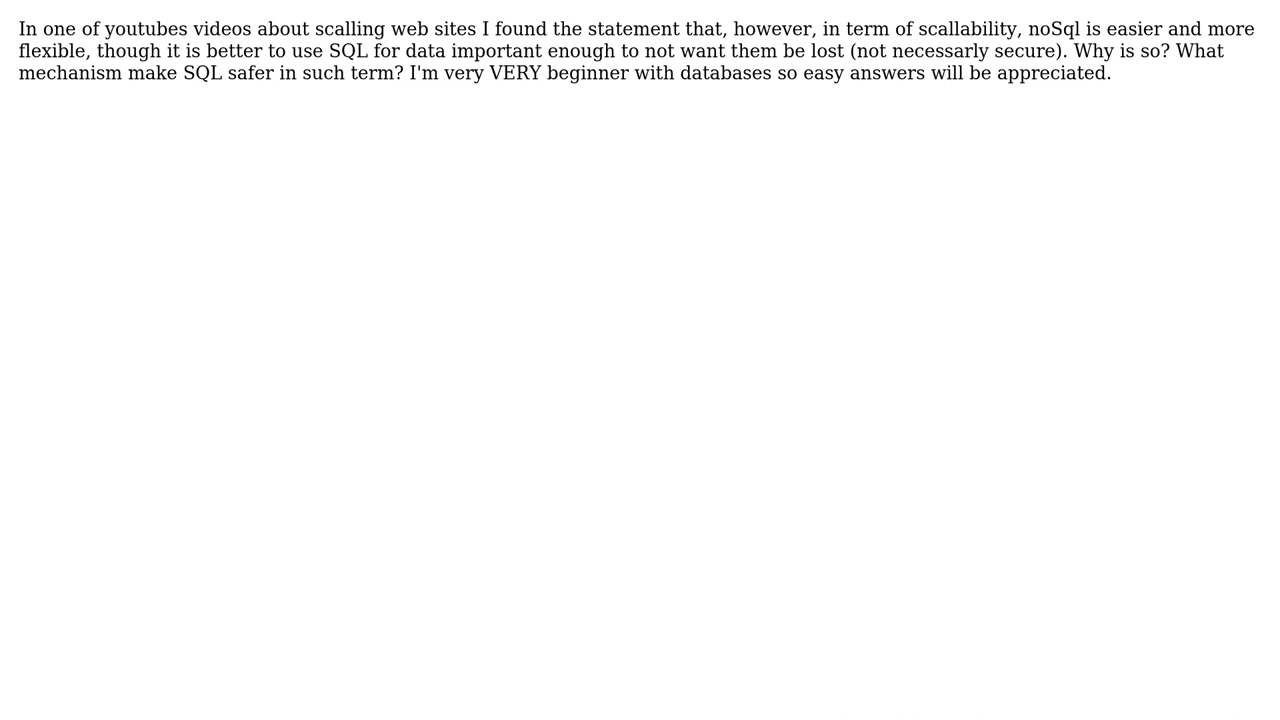 In one of youtubes videos about scalling web sites I found the statement that, however, in term of scallability, noSql is easier and more
flexible, though it is better to use SQL for data important enough to not want them be lost (not necessarly secure). Why is so? What
mechanism make SQL safer in such term? I'm very VERY beginner with databases so easy answers will be appreciated.